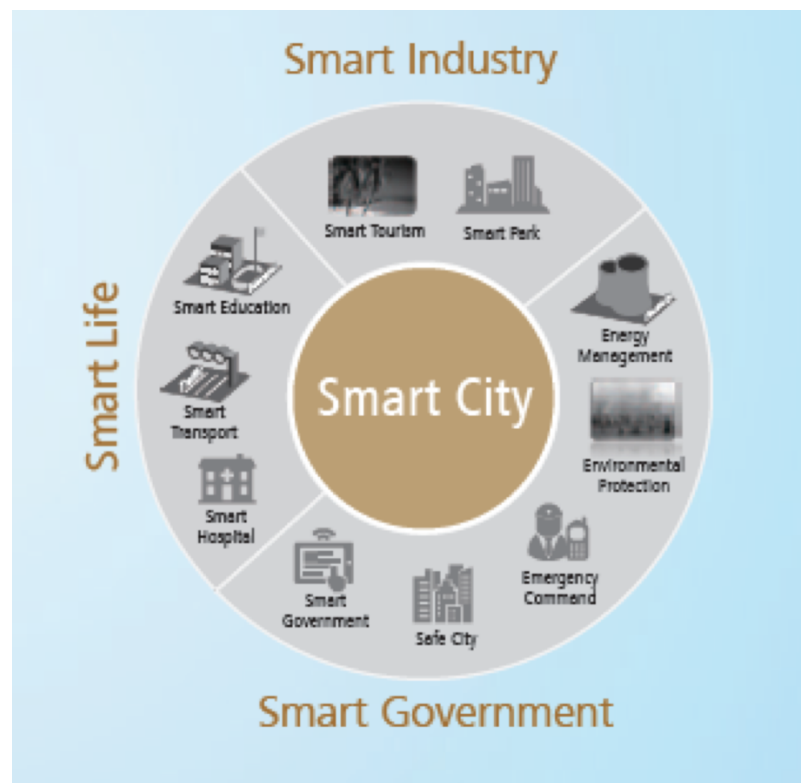 Smart Industry
Smart Tourism
Smart Park
Smart Education
Energy
Management
Smart Life
Smart City
Smart
Transport
Environmental
Protection
Smart
Hospital
Emergency
Command
Smart
Government
Safe City
Smart Government